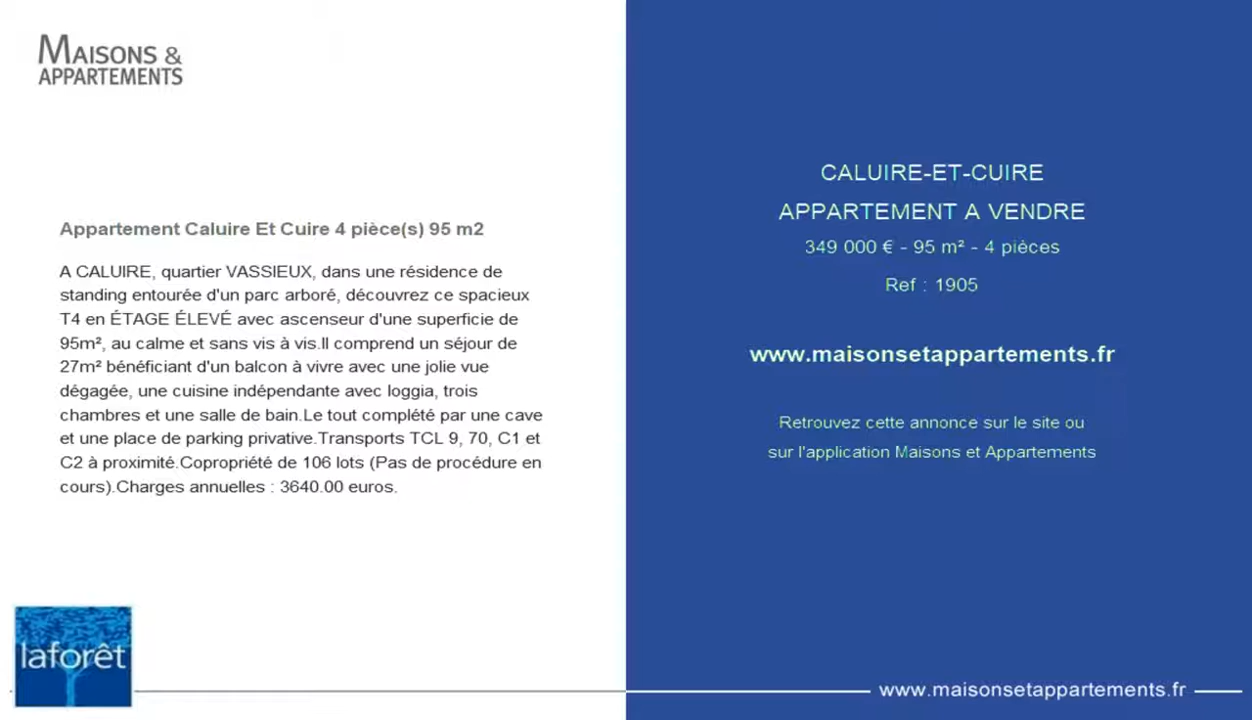 MAISONS &
APPARTEMENTS
Appartement Caluire Et Cuire 4 pièce(s) 95 m2
A CALUIRE, quartier VASSIEUX, dans une résidence de
standing entourée d'un parc arboré, découvrez ce spacieux
T4 en ÉTAGE ÉLEVÉ avec ascenseur d'une superficie de
95m², au calme et sans vis à vis.Il comprend un séjour de
27m² bénéficiant d'un balcon à vivre avec une jolie vue
dégagée, une cuisine indépendante avec loggia, trois
chambres et une salle de bain.Le tout complété par une cave
et une place de parking privative.Transports TCL 9, 70, C1 et
C2 à proximité.Copropriété de 106 lots (Pas de procédure en
cours).Charges annuelles : 3640.00 euros.
laforêt
CALUIRE-ET-CUIRE
APPARTEMENT A VENDRE
349 000 € - 95 m² - 4 pièces
Ref : 1905
www.maisonsetappartements.fr
Retrouvez cette annonce sur le site ou
sur l'application Maisons et Appartements
www.maisonsetappartements.fr